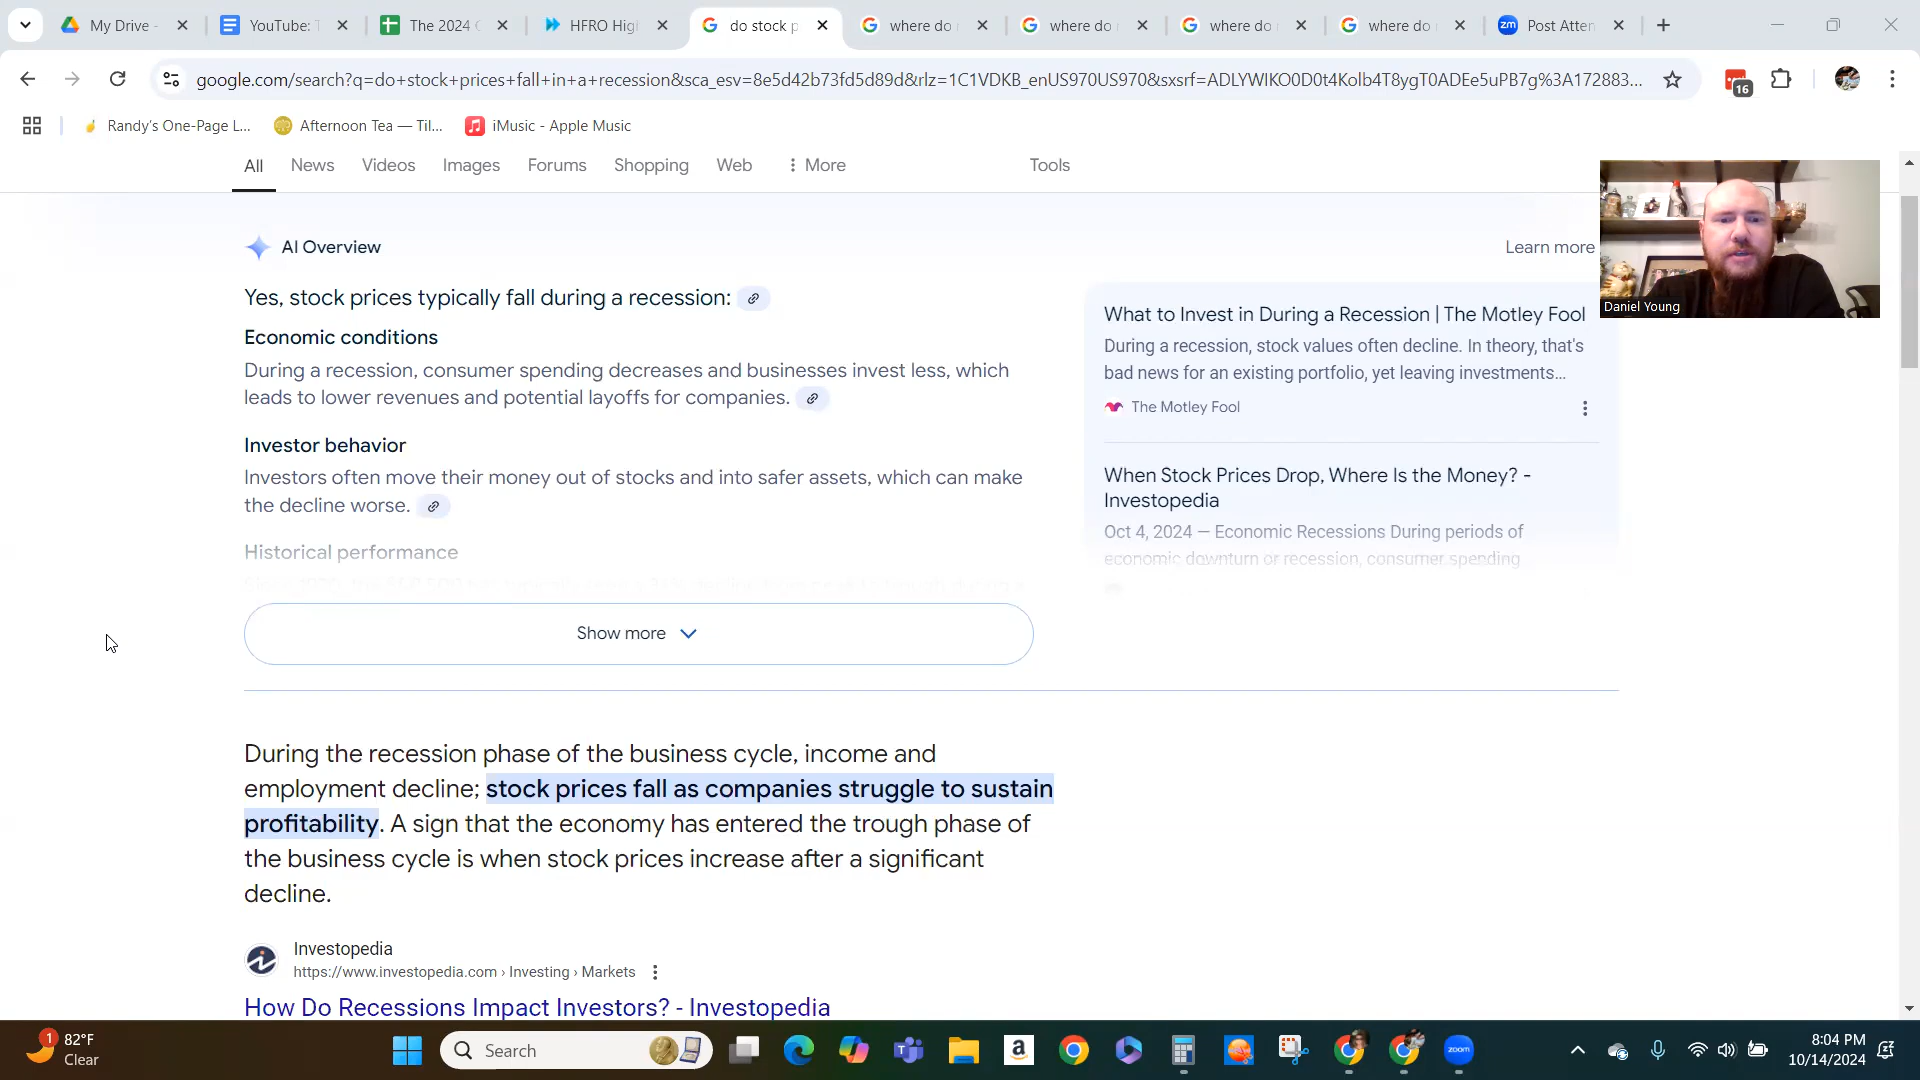 My Drive -
YouTube: T
The 2024 C
HFRO High
do stock p
where do
where do
where do
where do
zm
Post Atten
google.com/search?q=do+stock+prices+fall+in+a+recession&sca_esv=8e5d42b73fd5d89d&rlz=1C1VDKB_enUS970US970&sxsrf=ADLYWIKO0D0t4Kolb4T8ygT0ADEe5uPB7g%3A172883...
16
Randy's One-Page L...
Afternoon Tea — Til...
iMusic - Apple Music
All
News
Videos
Images
Forums
Shopping
Web
More
Tools
AI Overview
Learn more
Daniel Young
Yes, stock prices typically fall during a recession:
Economic conditions
During a recession, consumer spending decreases and businesses invest less, which
leads to lower revenues and potential layoffs for companies.
Investor behavior
Investors often move their money out of stocks and into safer assets, which can make
the decline worse.
Historical performance
What to Invest in During a Recession | The Motley Fool
During a recession, stock values often decline. In theory, that's
bad news for an existing portfolio, yet leaving investments...
The Motley Fool
When Stock Prices Drop, Where Is the Money? -
Investopedia
Oct 4, 2024 — Economic Recessions During periods of
economic downturn or recession, consumer spending
Show more
During the recession phase of the business cycle, income and
employment decline; stock prices fall as companies struggle to sustain
profitability. A sign that the economy has entered the trough phase of
the business cycle is when stock prices increase after a significant
decline.
Investopedia
https://www.investopedia.com › Investing › Markets
How Do Recessions Impact Investors? - Investopedia
1
82°F
Clear
Search
a
zoom
8:04 PM
10/14/2024